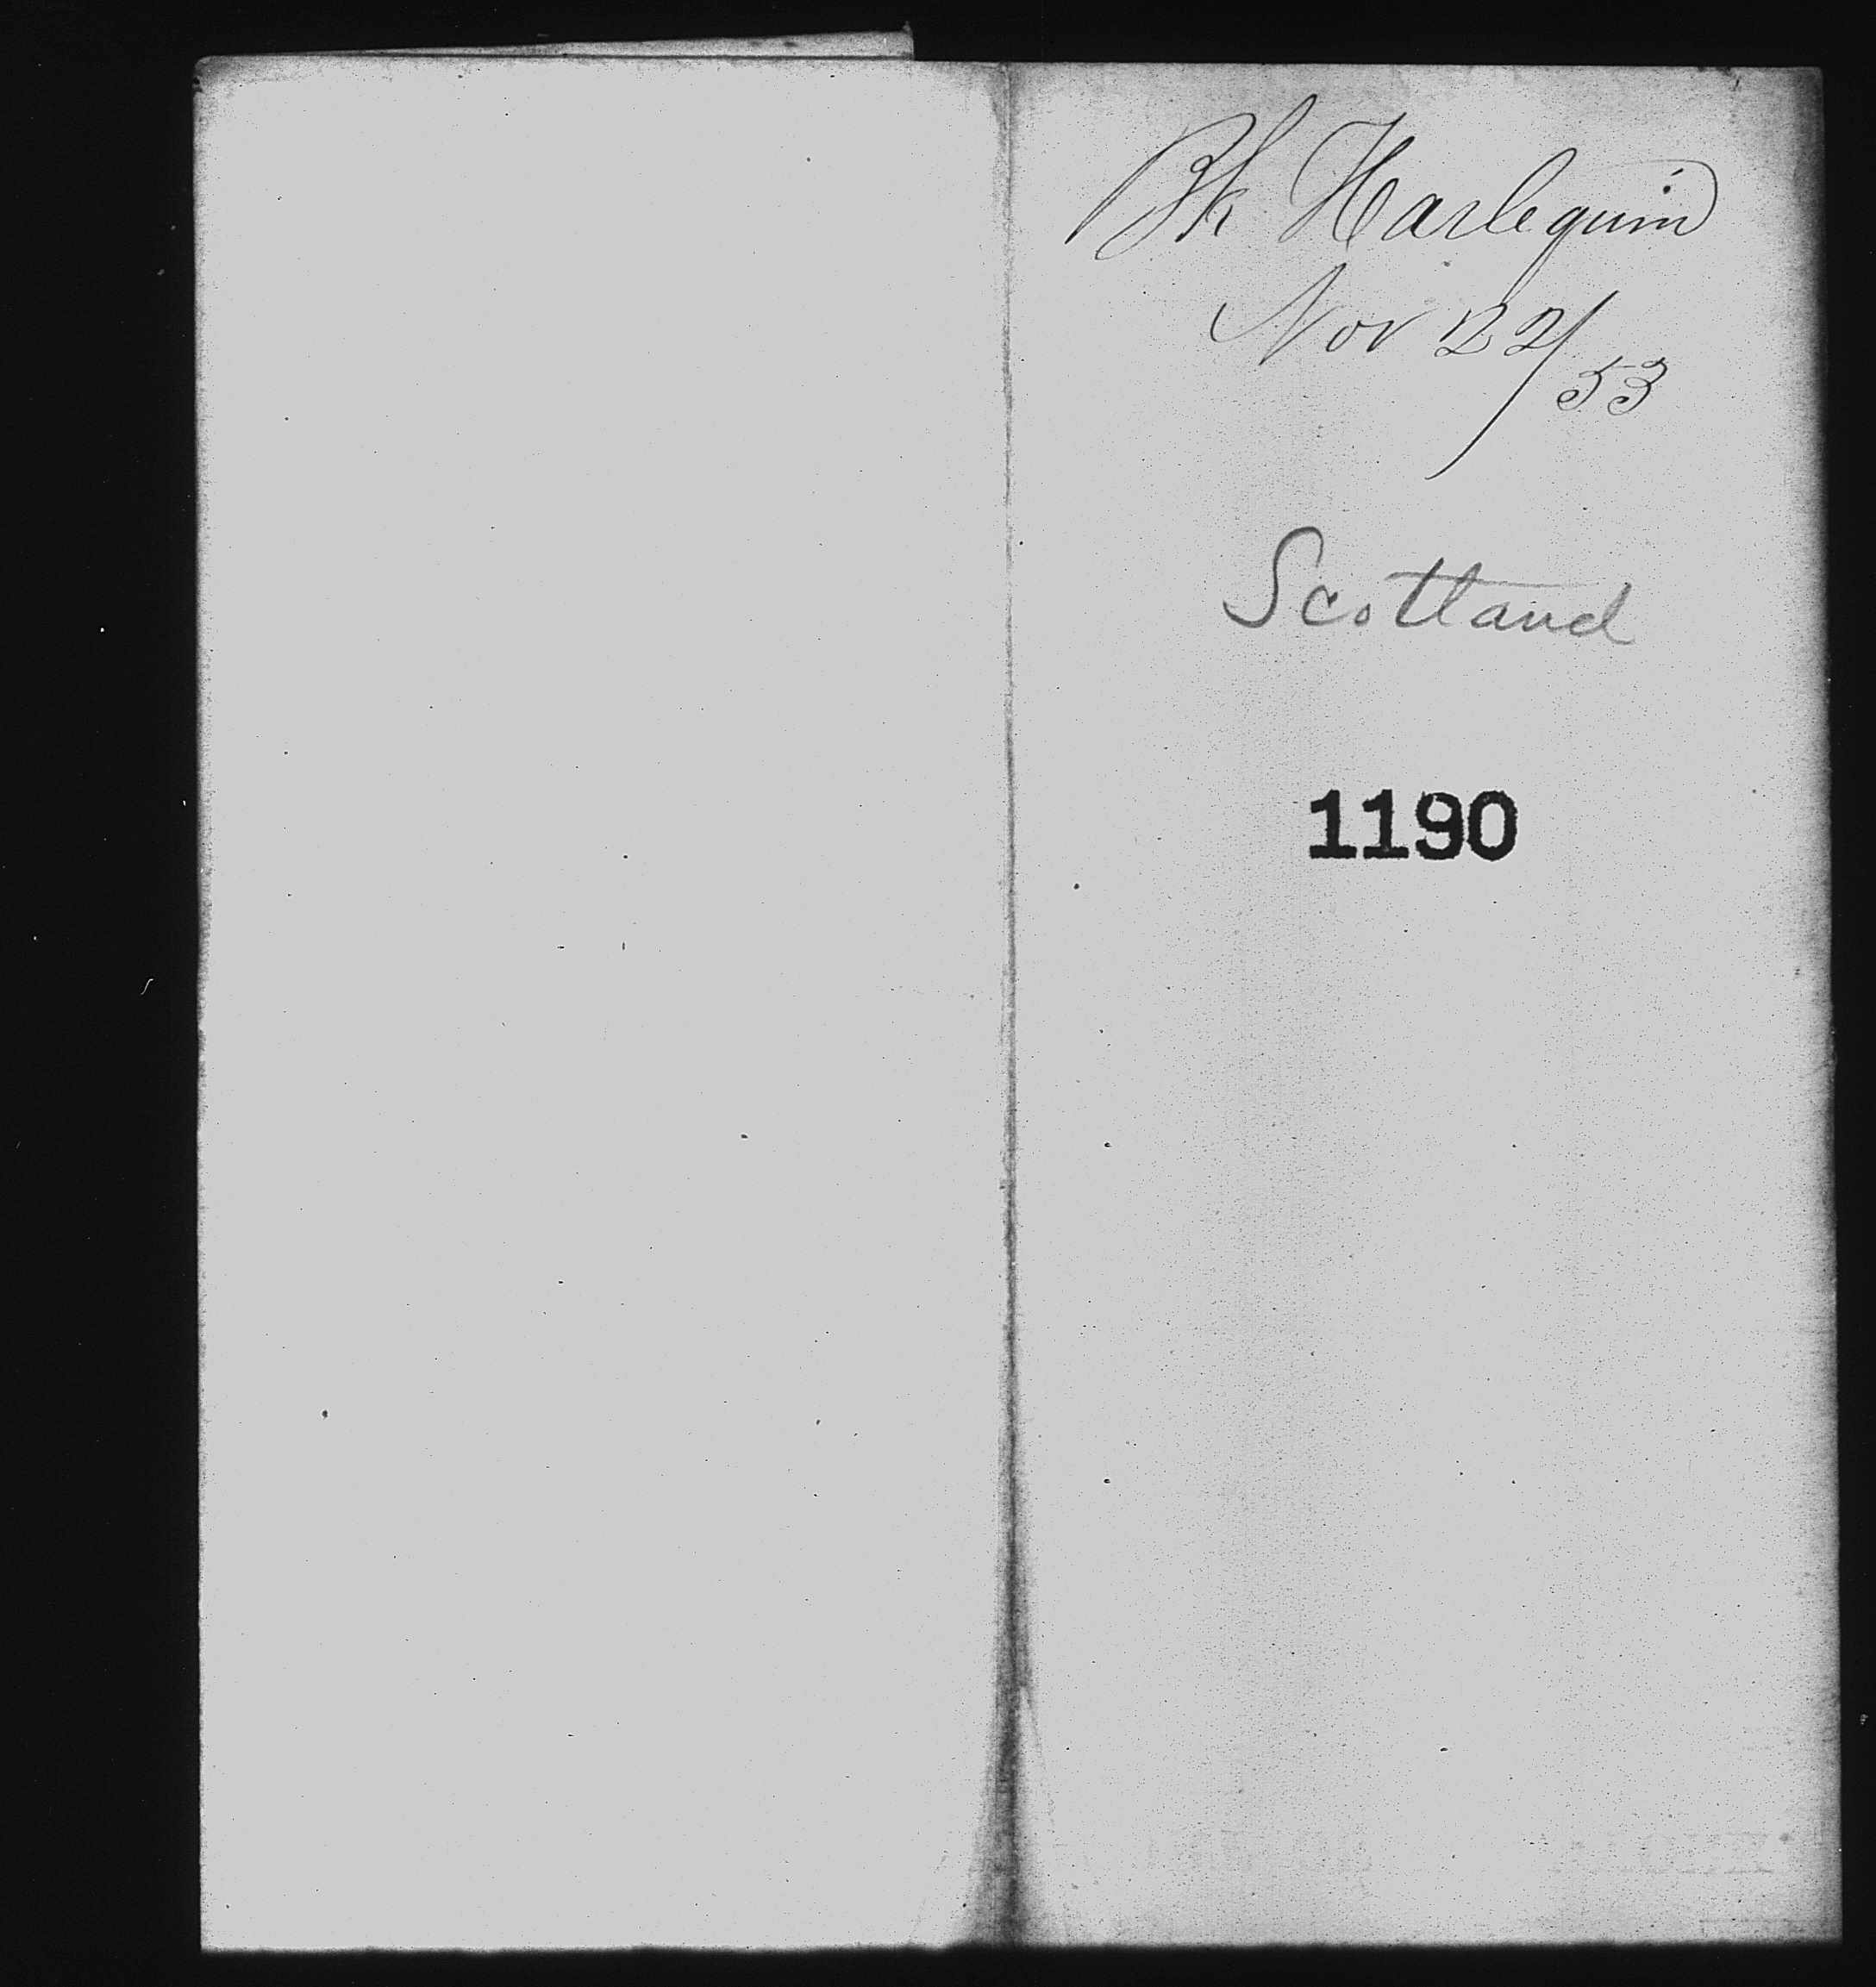 Bk Harlequin
Nov 22/53
Scotland
1190